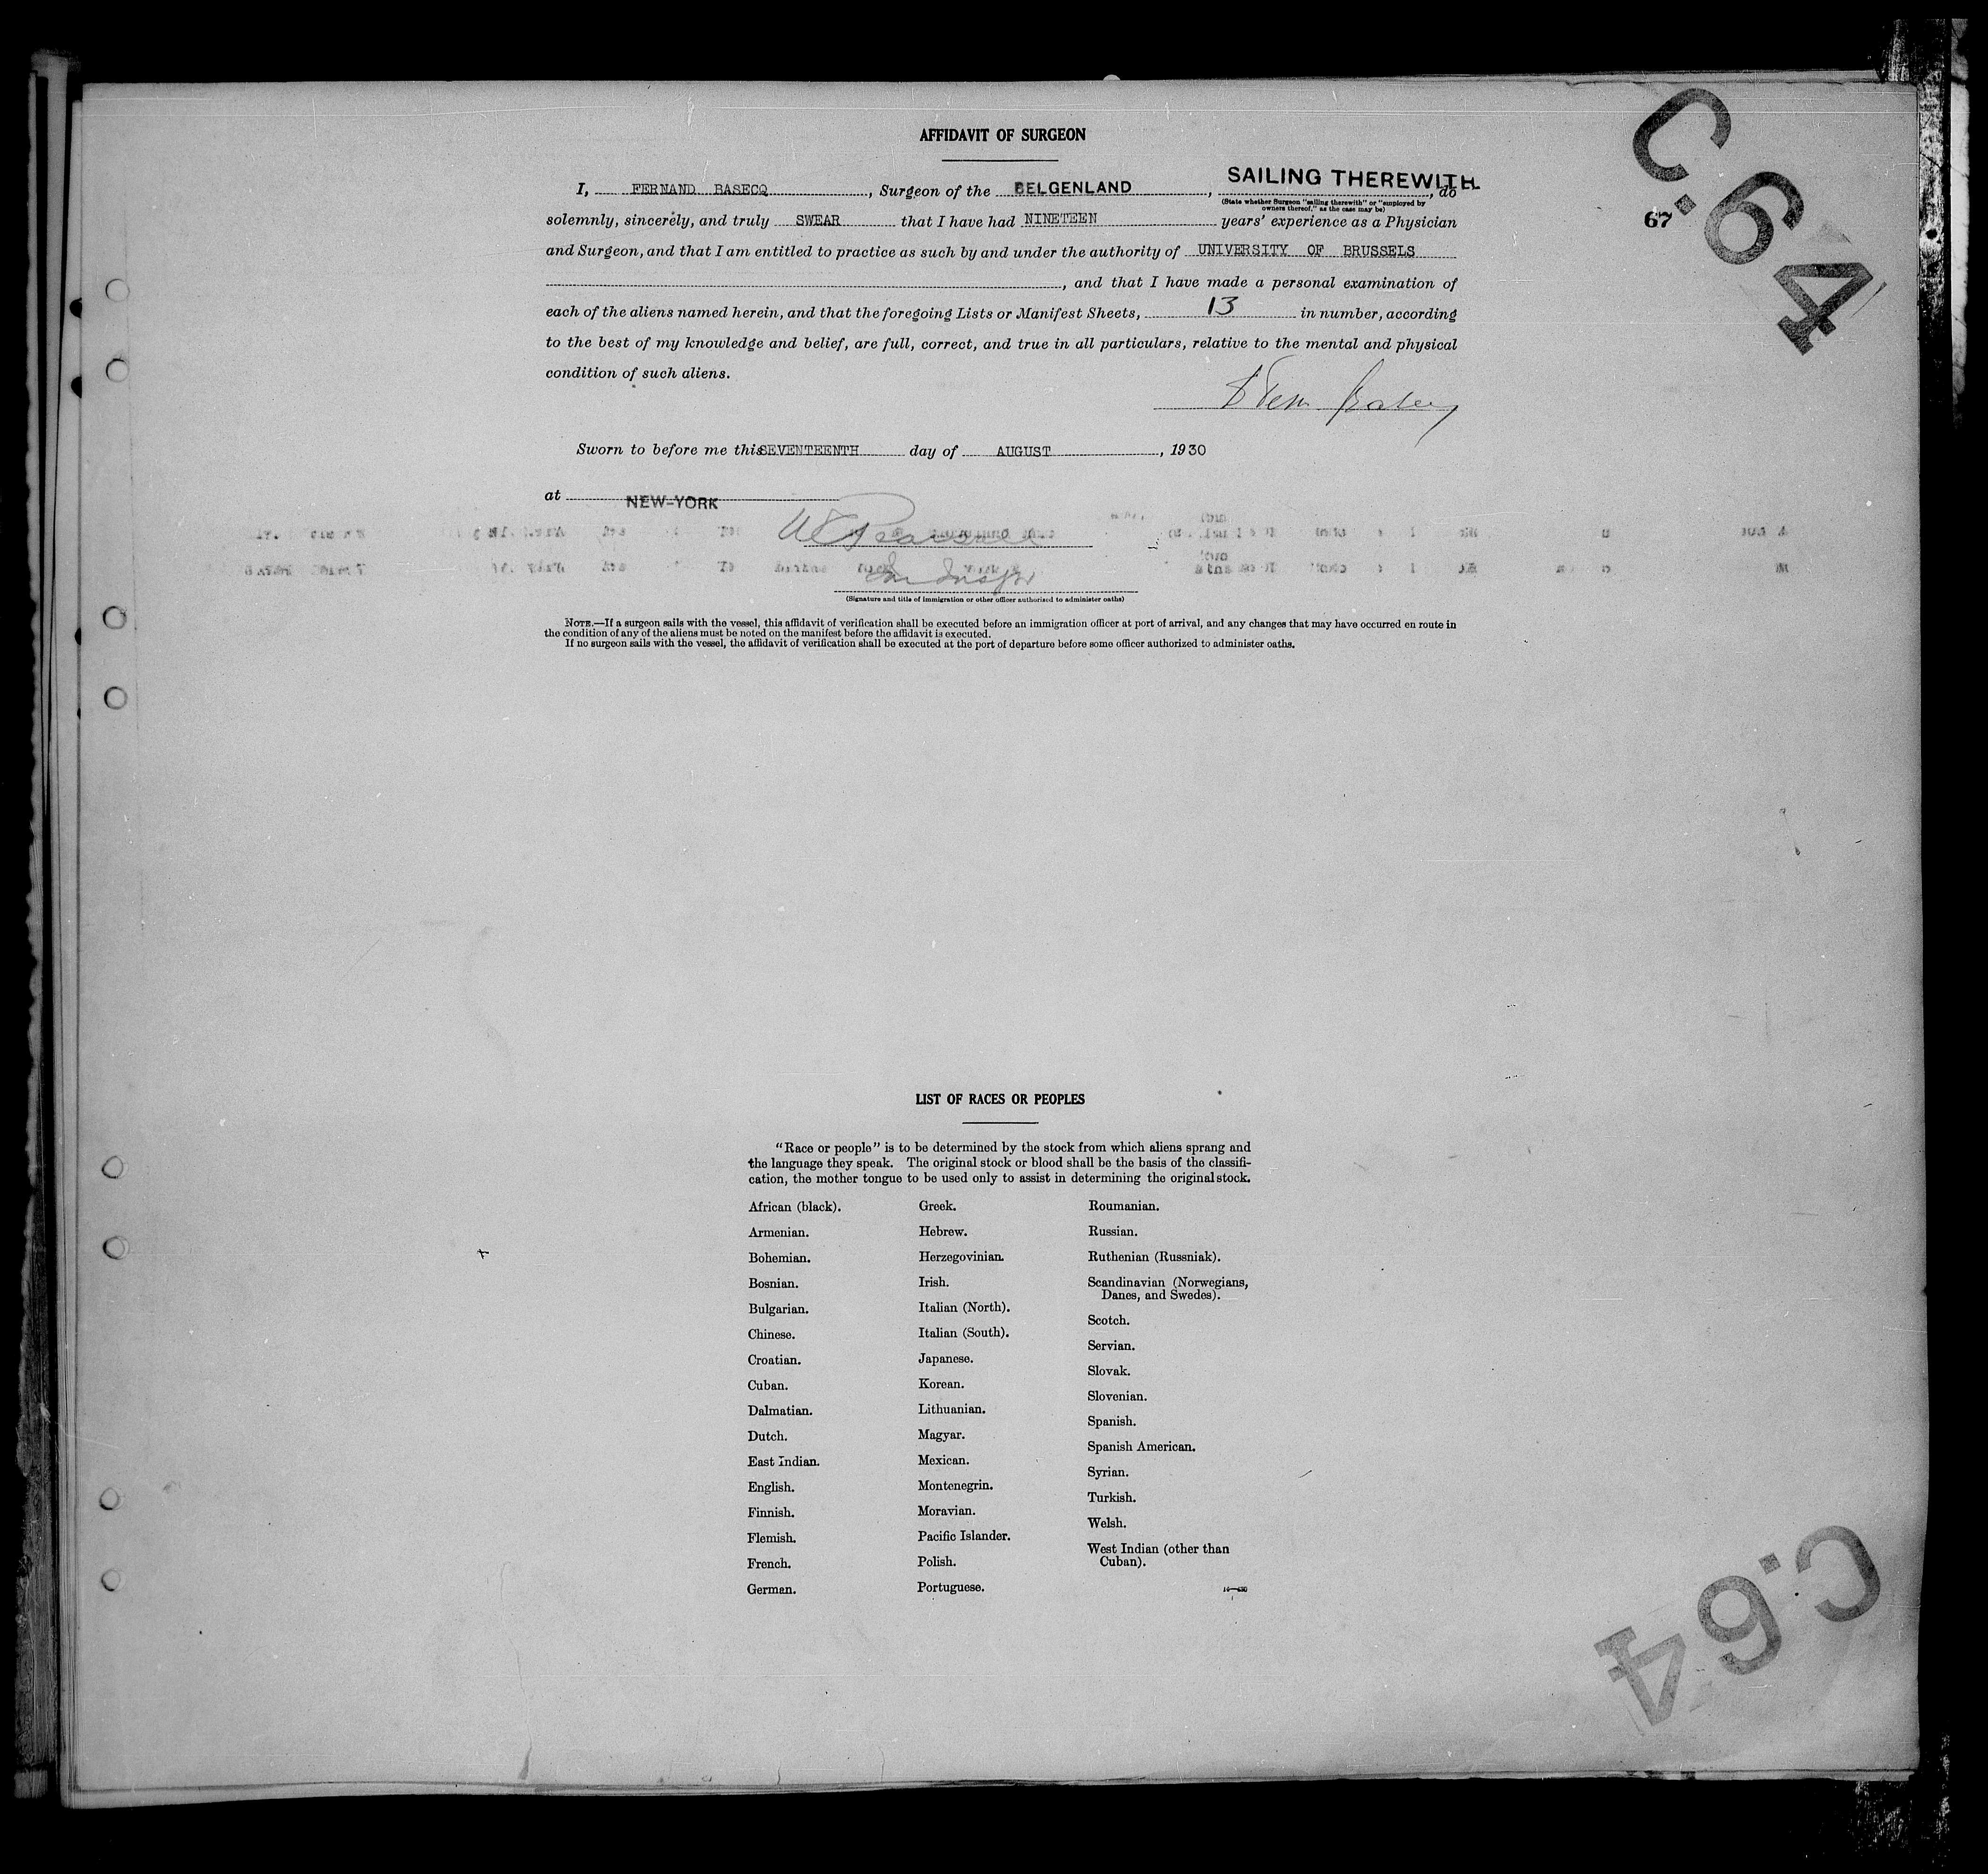 AFFIDAVIT OF SURGEON
I, FERNAND BASECQ, Surgeon of the BELGENLAND, SAILING THEREWITH, do
(State whether Surgeon "sailing therewith" or "employed by
owners thereof," as the case may be)
solemnly, sincerely, and truly SWEAR that I have had NINETEEN years' experience as a Physician
67
and Surgeon, and that I am entitled to practice as such by and under the authority of UNIVERSITY OF BRUSSELS
, and that I have made a personal examination of
each of the aliens named herein, and that the foregoing Lists or Manifest Sheets, 13 in number, according
to the best of my knowledge and belief, are full, correct, and true in all particulars, relative to the mental and physical
condition of such aliens.
Sworn to before me this SEVENTEENTH day of AUGUST, 1930
at NEW-YORK
(Signature and title of immigration or other officer authorized to administer oaths)
NOTE.—If a surgeon sails with the vessel, this affidavit of verification shall be executed before an immigration officer at port of arrival, and any changes that may have occurred en route in
the condition of any of the aliens must be noted on the manifest before the affidavit is executed.
If no surgeon sails with the vessel, the affidavit of verification shall be executed at the port of departure before some officer authorized to administer oaths.
C.64
LIST OF RACES OR PEOPLES
"Race or people" is to be determined by the stock from which aliens sprang and
the language they speak. The original stock or blood shall be the basis of the classifi-
cation, the mother tongue to be used only to assist in determining the original stock.
African (black).
Armenian.
Bohemian.
Bosnian.
Bulgarian.
Chinese.
Croatian.
Cuban.
Dalmatian.
Dutch.
East Indian.
English.
Finnish.
Flemish.
French.
German.
Greek.
Hebrew.
Herzegovinian.
Irish.
Italian (North).
Italian (South).
Japanese.
Korean.
Lithuanian.
Magyar.
Mexican.
Montenegrin.
Moravian.
Pacific Islander.
Polish.
Portuguese.
Roumanian.
Russian.
Ruthenian (Russniak).
Scandinavian (Norwegians,
Danes, and Swedes).
Scotch.
Servian.
Slovak.
Slovenian.
Spanish.
Spanish American.
Syrian.
Turkish.
Welsh.
West Indian (other than
Cuban).
C.64